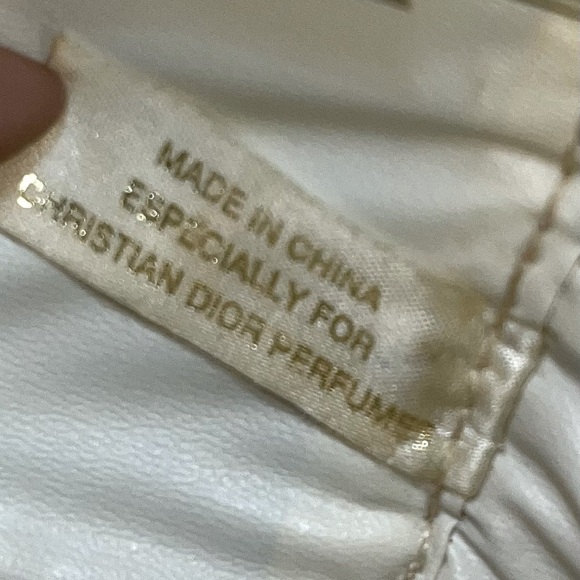 MADE IN CHINA
ESPECIALLY FOR
CHRISTIAN DIOR PERFUMES